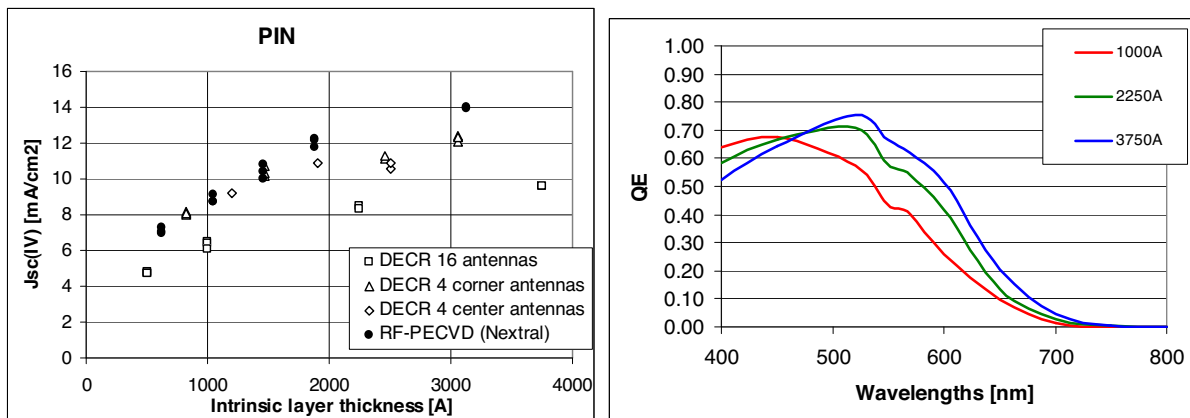 PIN
Jsc(IV) [mA/cm2]
16
14
12
10
8
6
4
2
0
0 1000 2000 3000 4000
Intrinsic layer thickness [A]
DECR 16 antennas
DECR 4 corner antennas
DECR 4 center antennas
RF-PECVD (Nextral)
QE
1.00
0.90
0.80
0.70
0.60
0.50
0.40
0.30
0.20
0.10
0.00
400 500 600 700 800
Wavelengths [nm]
1000A
2250A
3750A